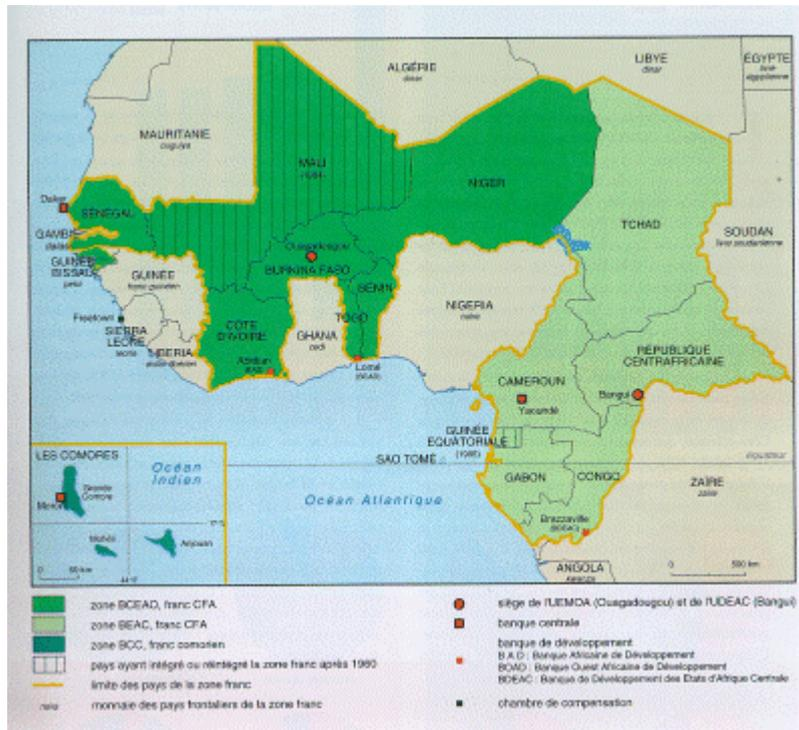 ALGÉRIE
dinar
LIBYE
dinar
ÉGYPTE
livre
égyptienne
MAURITANIE
ouguiya
MALI
(1984)
NIGER
TCHAD
SOUDAN
livre soudanienne
Dakar
SÉNÉGAL
GAMBIE
dalasi
GUINÉE
BISSAU
peso
GUINÉE
franc guinéen
Ouagadougou
BURKINA FASO
BÉNIN
NIGERIA
naira
Freetown
SIERRA
LEONE
leone
LIBERIA
CÔTE
D'IVOIRE
Abidjan
(BAD)
GHANA
cedi
TOGO
Lomé
(BOAD)
RÉPUBLIQUE
CENTRAFRICAINE
Bangui
CAMEROUN
Yaoundé
GUINÉE
ÉQUATORIALE
(1985)
SAO TOMÉ
équateur
GABON
CONGO
ZAÏRE
zaïre
Brazzaville
(BDEAC)
ANGOLA
kwanza
0 500 km
Océan Atlantique
LES COMORES
Océan
Indien
Grande
Comore
Moroni
Mohéli
Anjouan
0 50 km
zone BCEAO, franc CFA
zone BEAC, franc CFA
zone BCC, franc comorien
pays ayant intégré ou réintégré la zone franc après 1980
limite des pays de la zone franc
naira monnaie des pays frontaliers de la zone franc
siège de l'UEMOA (Ouagadougou) et de l'UDEAC (Bangui)
banque centrale
banque de développement
B A D : Banque Africaine de Développement
BOAD : Banque Ouest Africaine de Développement
BDEAC : Banque de Développement des Etats d'Afrique Centrale
chambre de compensation